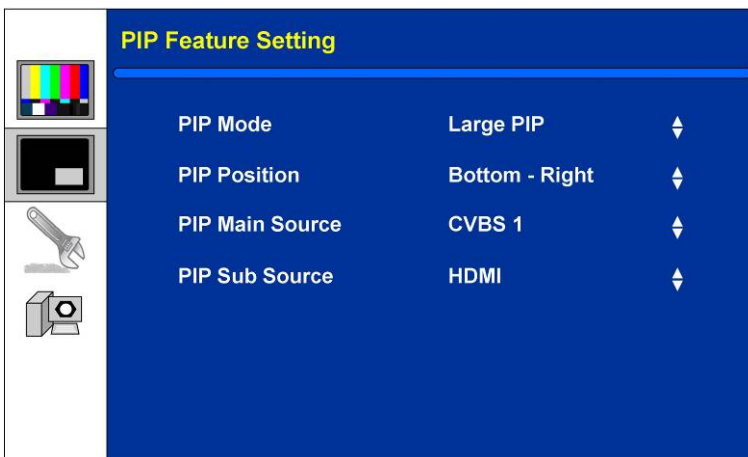 PIP Feature Setting
PIP Mode Large PIP
PIP Position Bottom - Right
PIP Main Source CVBS 1
PIP Sub Source HDMI